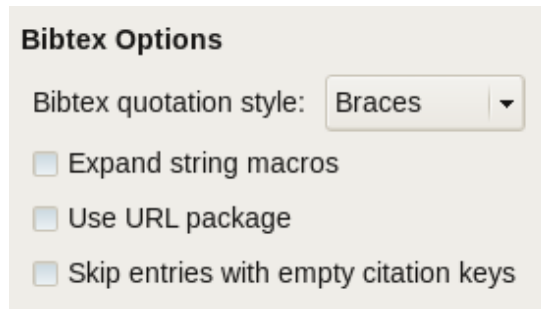 Bibtex Options
Bibtex quotation style: Braces
Expand string macros
Use URL package
Skip entries with empty citation keys